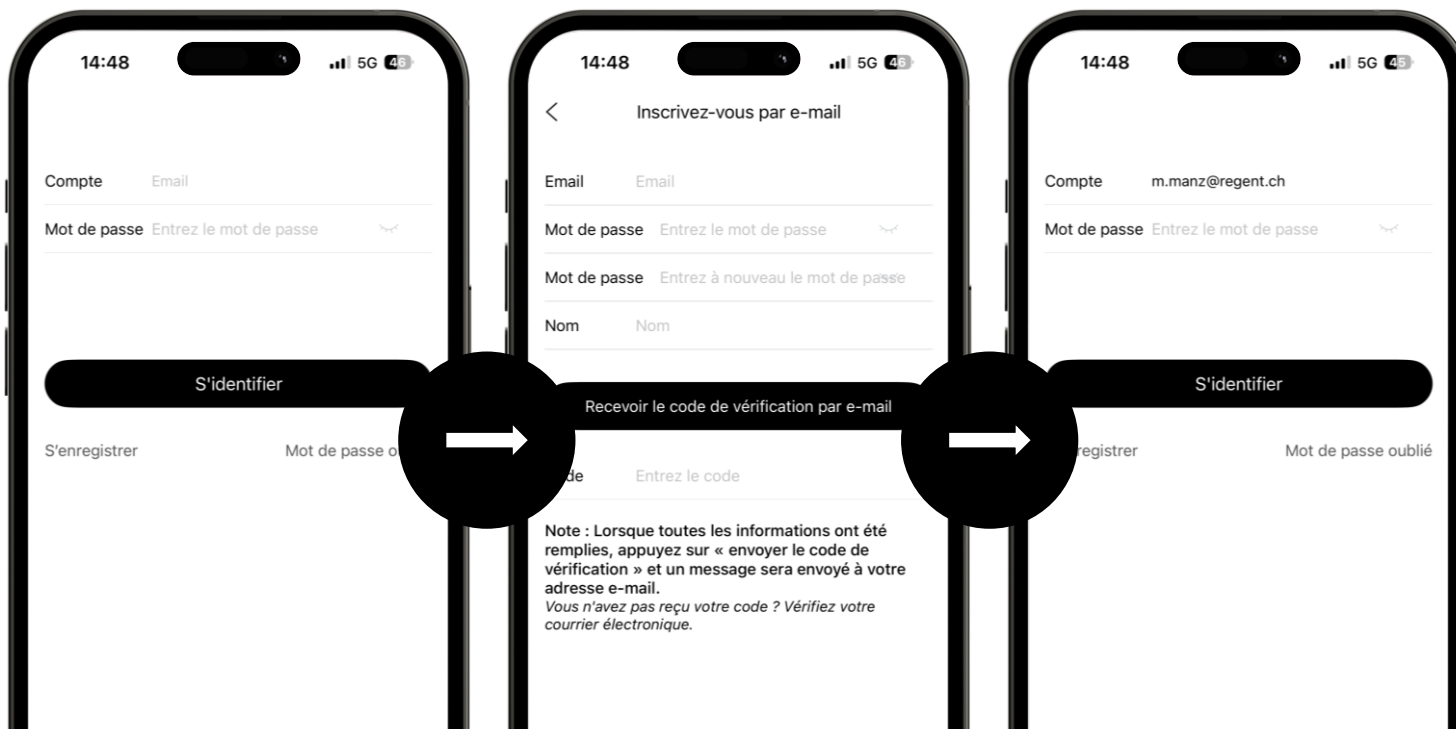 14:48
5G 46
Compte Email
Mot de passe Entrez le mot de passe
S'identifier
S'enregistrer Mot de passe
14:48
5G 46
Inscrivez-vous par e-mail
Email Email
Mot de passe Entrez le mot de passe
Mot de passe Entrez à nouveau le mot de passe
Nom Nom
Recevoir le code de vérification par e-mail
de Entrez le code
Note : Lorsque toutes les informations ont été
remplies, appuyez sur « envoyer le code de
vérification » et un message sera envoyé à votre
adresse e-mail.
Vous n'avez pas reçu votre code ? Vérifiez votre
courrier électronique.
14:48
5G 45
Compte m.manz@regent.ch
Mot de passe Entrez le mot de passe
S'identifier
registrer Mot de passe oublié